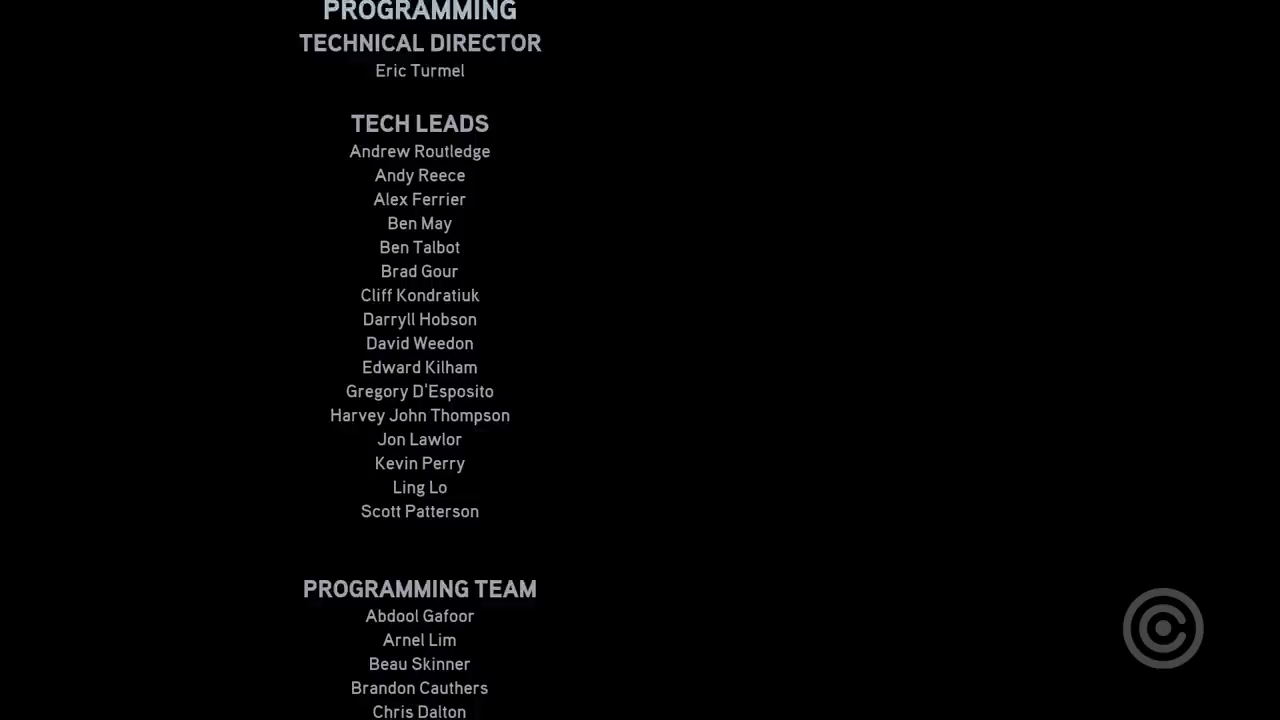 PROGRAMMING
TECHNICAL DIRECTOR
Eric Turmel
TECH LEADS
Andrew Routledge
Andy Reece
Alex Ferrier
Ben May
Ben Talbot
Brad Gour
Cliff Kondratiuk
Darryll Hobson
David Weedon
Edward Kilham
Gregory D'Esposito
Harvey John Thompson
Jon Lawlor
Kevin Perry
Ling Lo
Scott Patterson
PROGRAMMING TEAM
Abdool Gafoor
Arnel Lim
Beau Skinner
Brandon Cauthers
Chris Dalton